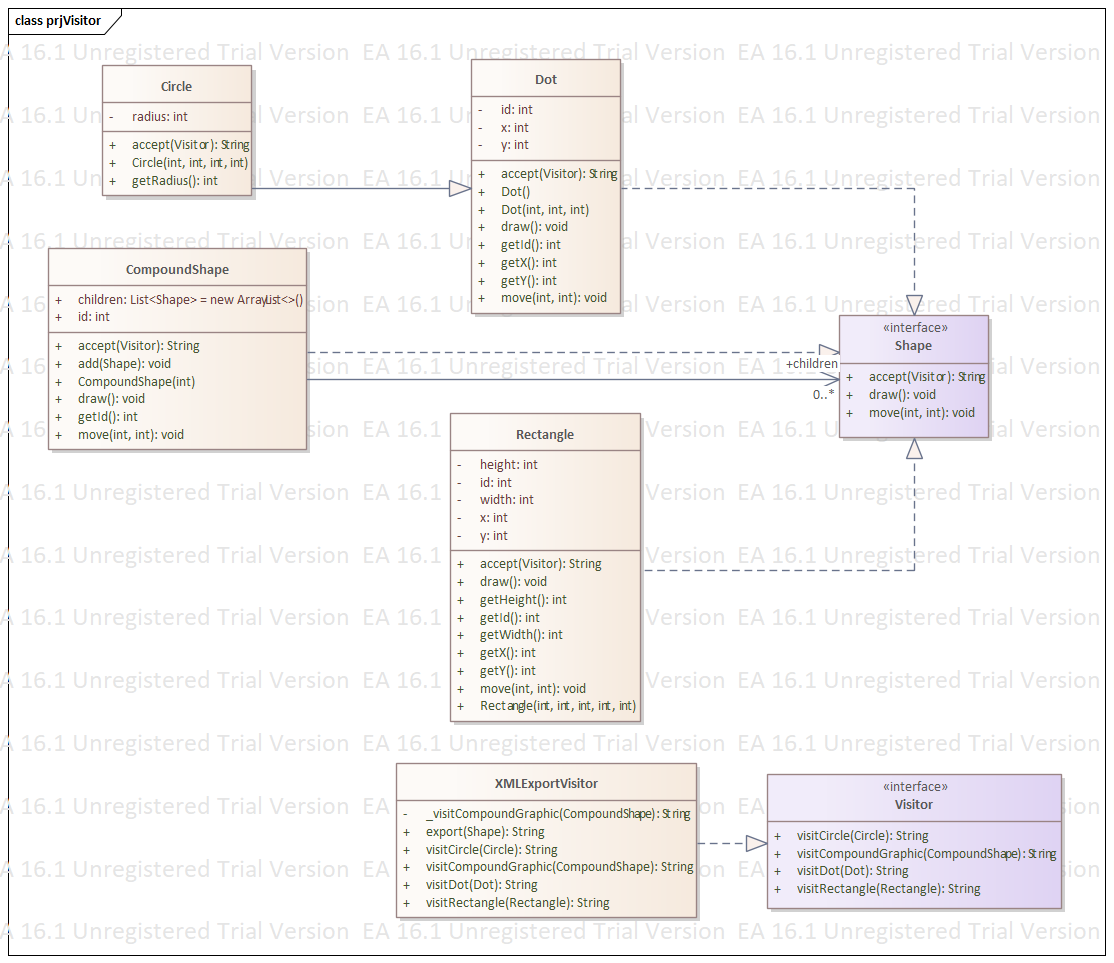 class prjVisitor
EA 16.1 Unregistered Trial Version
Circle
- radius: int
+ accept(Visitor): String
+ Circle(int, int, int, int)
+ getRadius(): int
Dot
- id: int
- x: int
- y: int
+ accept(Visitor): String
+ Dot()
+ Dot(int, int, int)
+ draw(): void
+ getId(): int
+ getX(): int
+ getY(): int
+ move(int, int): void
CompoundShape
+ children: List<Shape> = new ArrayList<>()
+ id: int
+ accept(Visitor): String
+ add(Shape): void
+ CompoundShape(int)
+ draw(): void
+ getId(): int
+ move(int, int): void
+children
0..*
«interface»
Shape
+ accept(Visitor): String
+ draw(): void
+ move(int, int): void
Rectangle
- height: int
- id: int
- width: int
- x: int
- y: int
+ accept(Visitor): String
+ draw(): void
+ getHeight(): int
+ getId(): int
+ getWidth(): int
+ getX(): int
+ getY(): int
+ move(int, int): void
+ Rectangle(int, int, int, int, int)
XMLExportVisitor
- _visitCompoundGraphic(CompoundShape): String
+ export(Shape): String
+ visitCircle(Circle): String
+ visitCompoundGraphic(CompoundShape): String
+ visitDot(Dot): String
+ visitRectangle(Rectangle): String
«interface»
Visitor
+ visitCircle(Circle): String
+ visitCompoundGraphic(CompoundShape): String
+ visitDot(Dot): String
+ visitRectangle(Rectangle): String